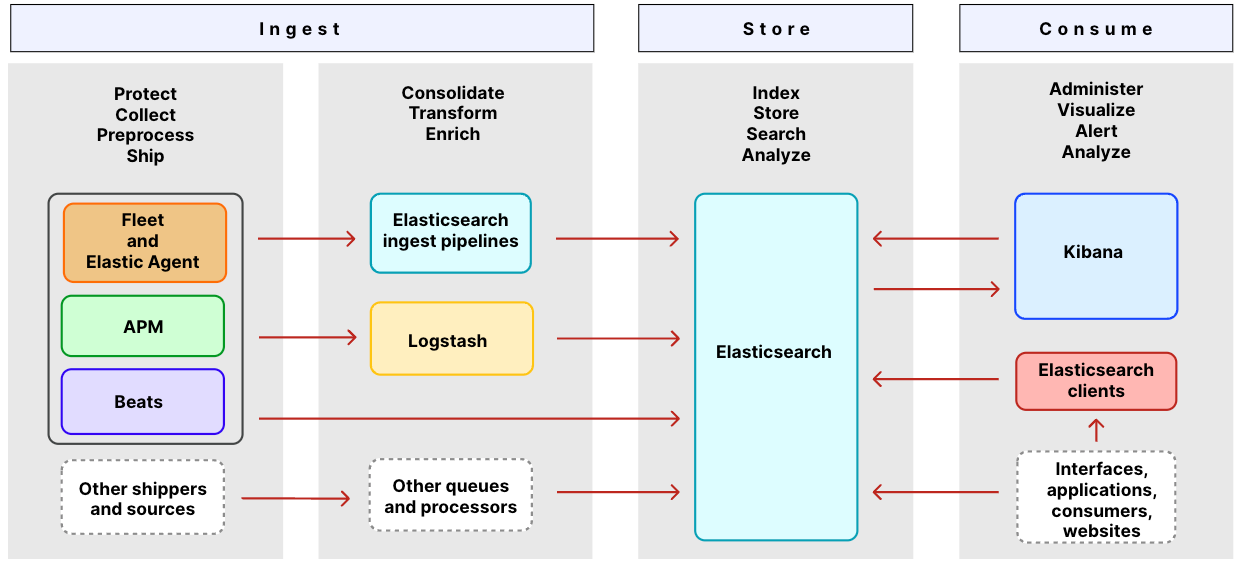 Ingest
Store
Consume
Protect
Collect
Preprocess
Ship
Consolidate
Transform
Enrich
Index
Store
Search
Analyze
Administer
Visualize
Alert
Analyze
Fleet
and
Elastic Agent
APM
Beats
Other shippers
and sources
Elasticsearch
ingest pipelines
Logstash
Other queues
and processors
Elasticsearch
Kibana
Elasticsearch
clients
Interfaces,
applications,
consumers,
websites